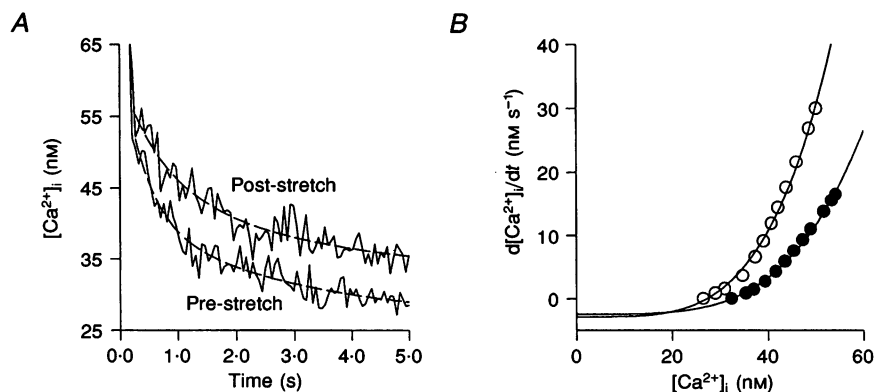 A
[Ca²⁺]ᵢ (nM)
65
55
45
35
25
Post-stretch
Pre-stretch
0·0
1·0
2·0
3·0
4·0
5·0
Time (s)
B
d[Ca²⁺]ᵢ/dt (nM s⁻¹)
40
30
20
10
0
0
20
40
60
[Ca²⁺]ᵢ (nM)